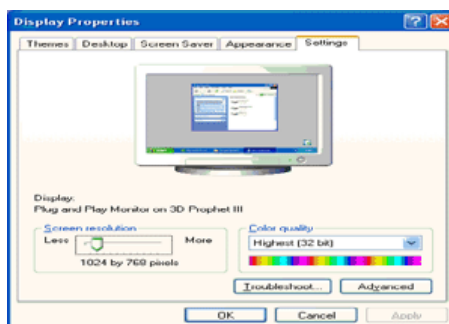 Display Properties
Themes Desktop Screen Saver Appearance Settings
Display:
Plug and Play Monitor on 3D Prophet III
Screen resolution
Less More
1024 by 768 pixels
Color quality
Highest (32 bit)
Troubleshoot... Advanced
OK Cancel Apply